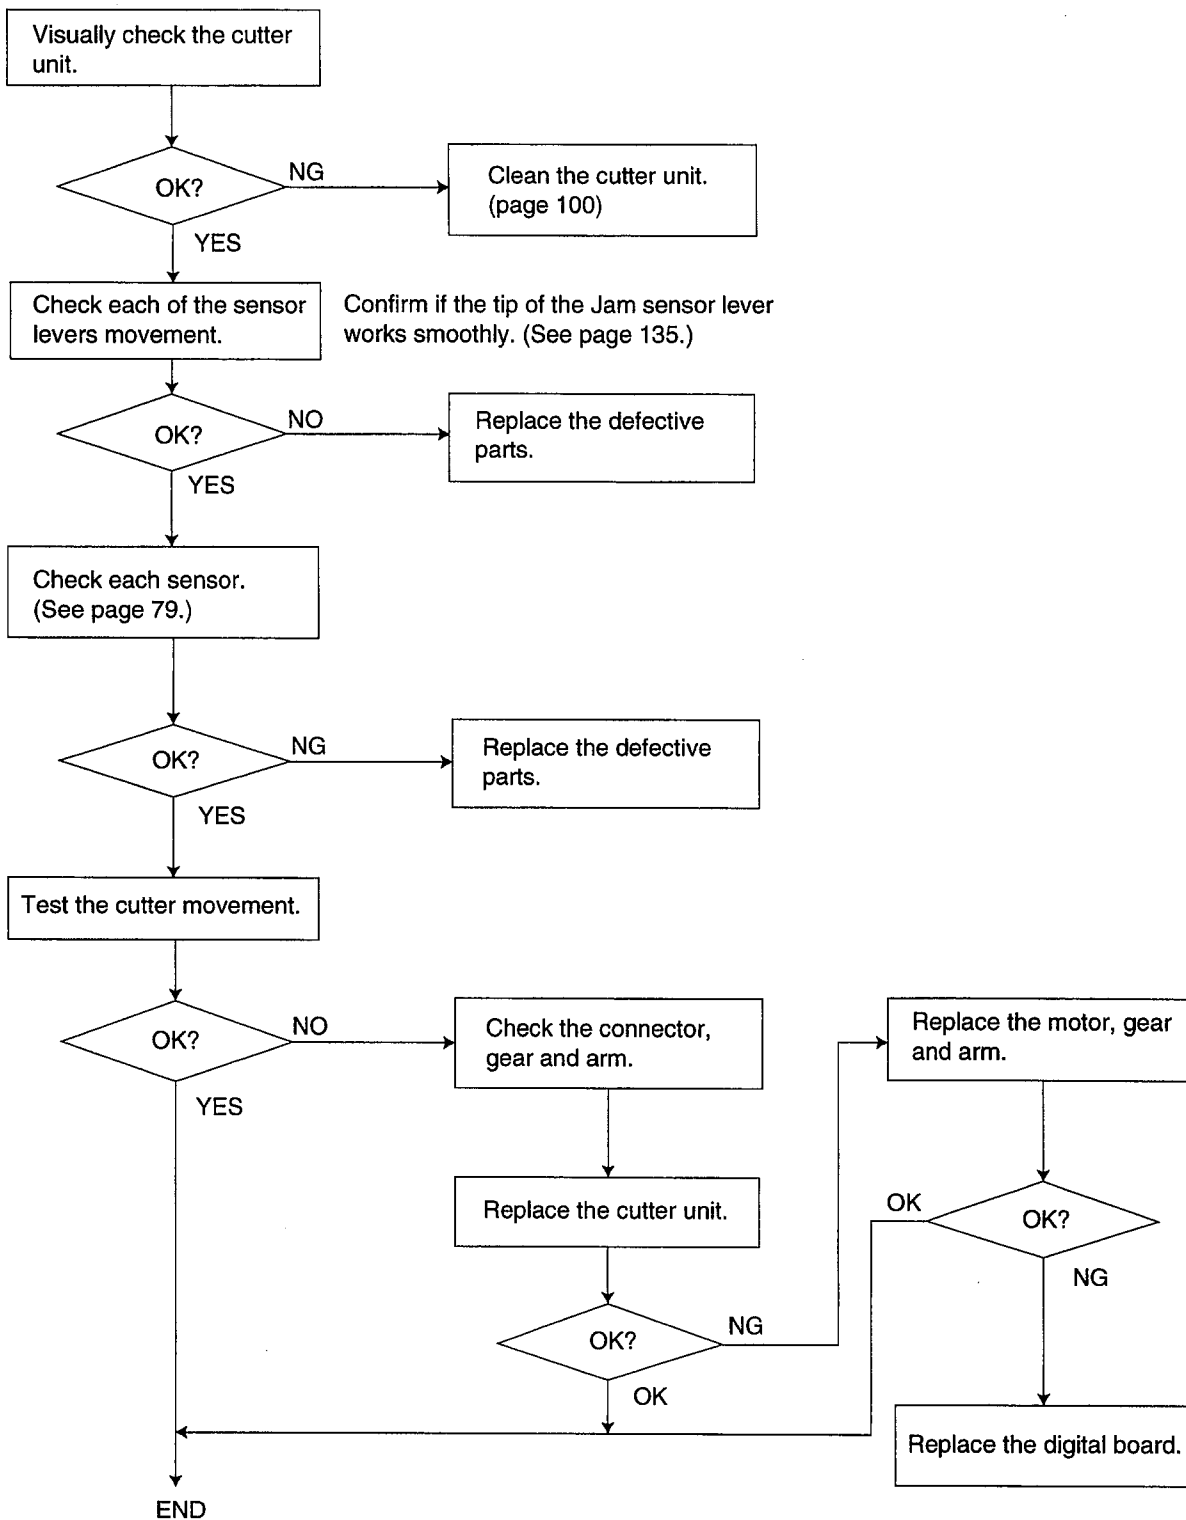 Visually check the cutter
unit.
OK?
NG
Clean the cutter unit.
(page 100)
YES
Check each of the sensor
levers movement.
Confirm if the tip of the Jam sensor lever
works smoothly. (See page 135.)
OK?
NO
Replace the defective
parts.
YES
Check each sensor.
(See page 79.)
OK?
NG
Replace the defective
parts.
YES
Test the cutter movement.
OK?
NO
Check the connector,
gear and arm.
Replace the motor, gear
and arm.
YES
Replace the cutter unit.
OK
OK?
NG
OK?
NG
OK
Replace the digital board.
END